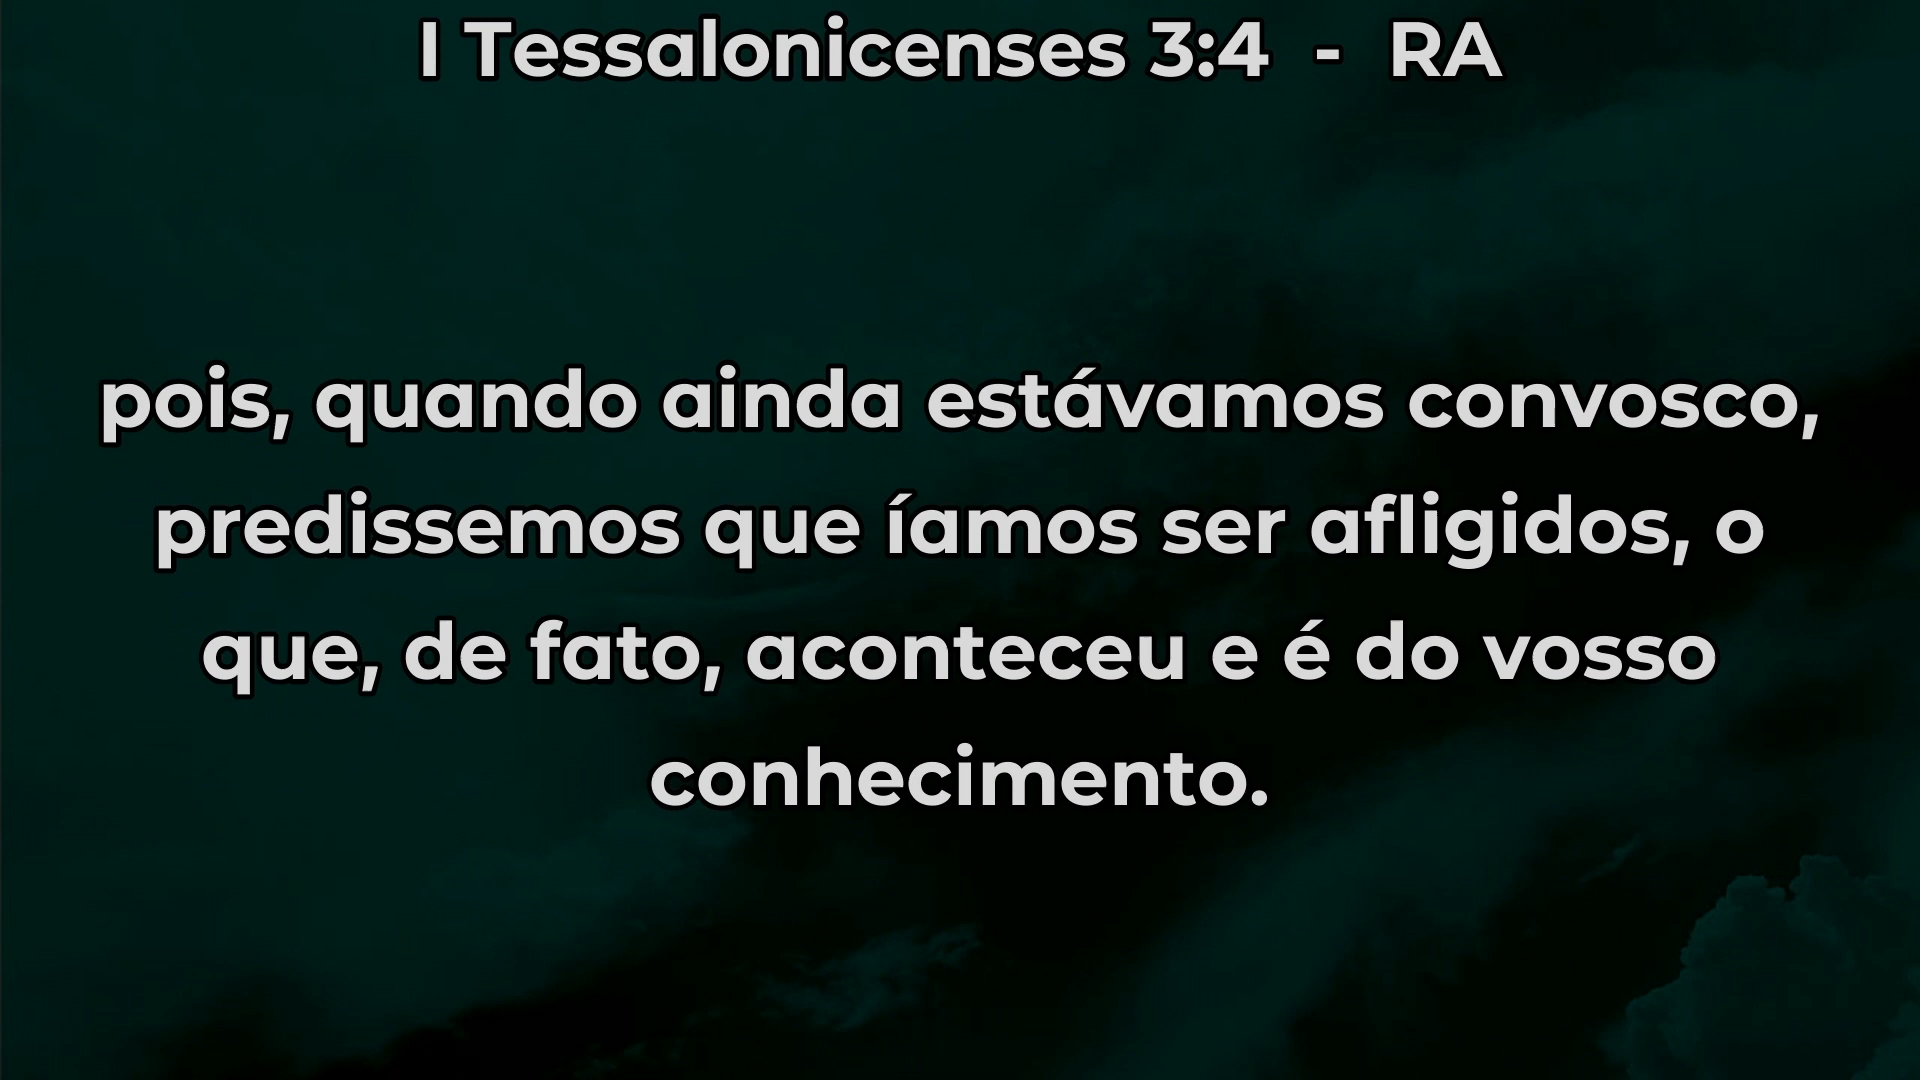 I Tessalonicenses 3:4 - RA
pois, quando ainda estávamos convosco,
predissemos que íamos ser afligidos, o
que, de fato, aconteceu e é do vosso
conhecimento.